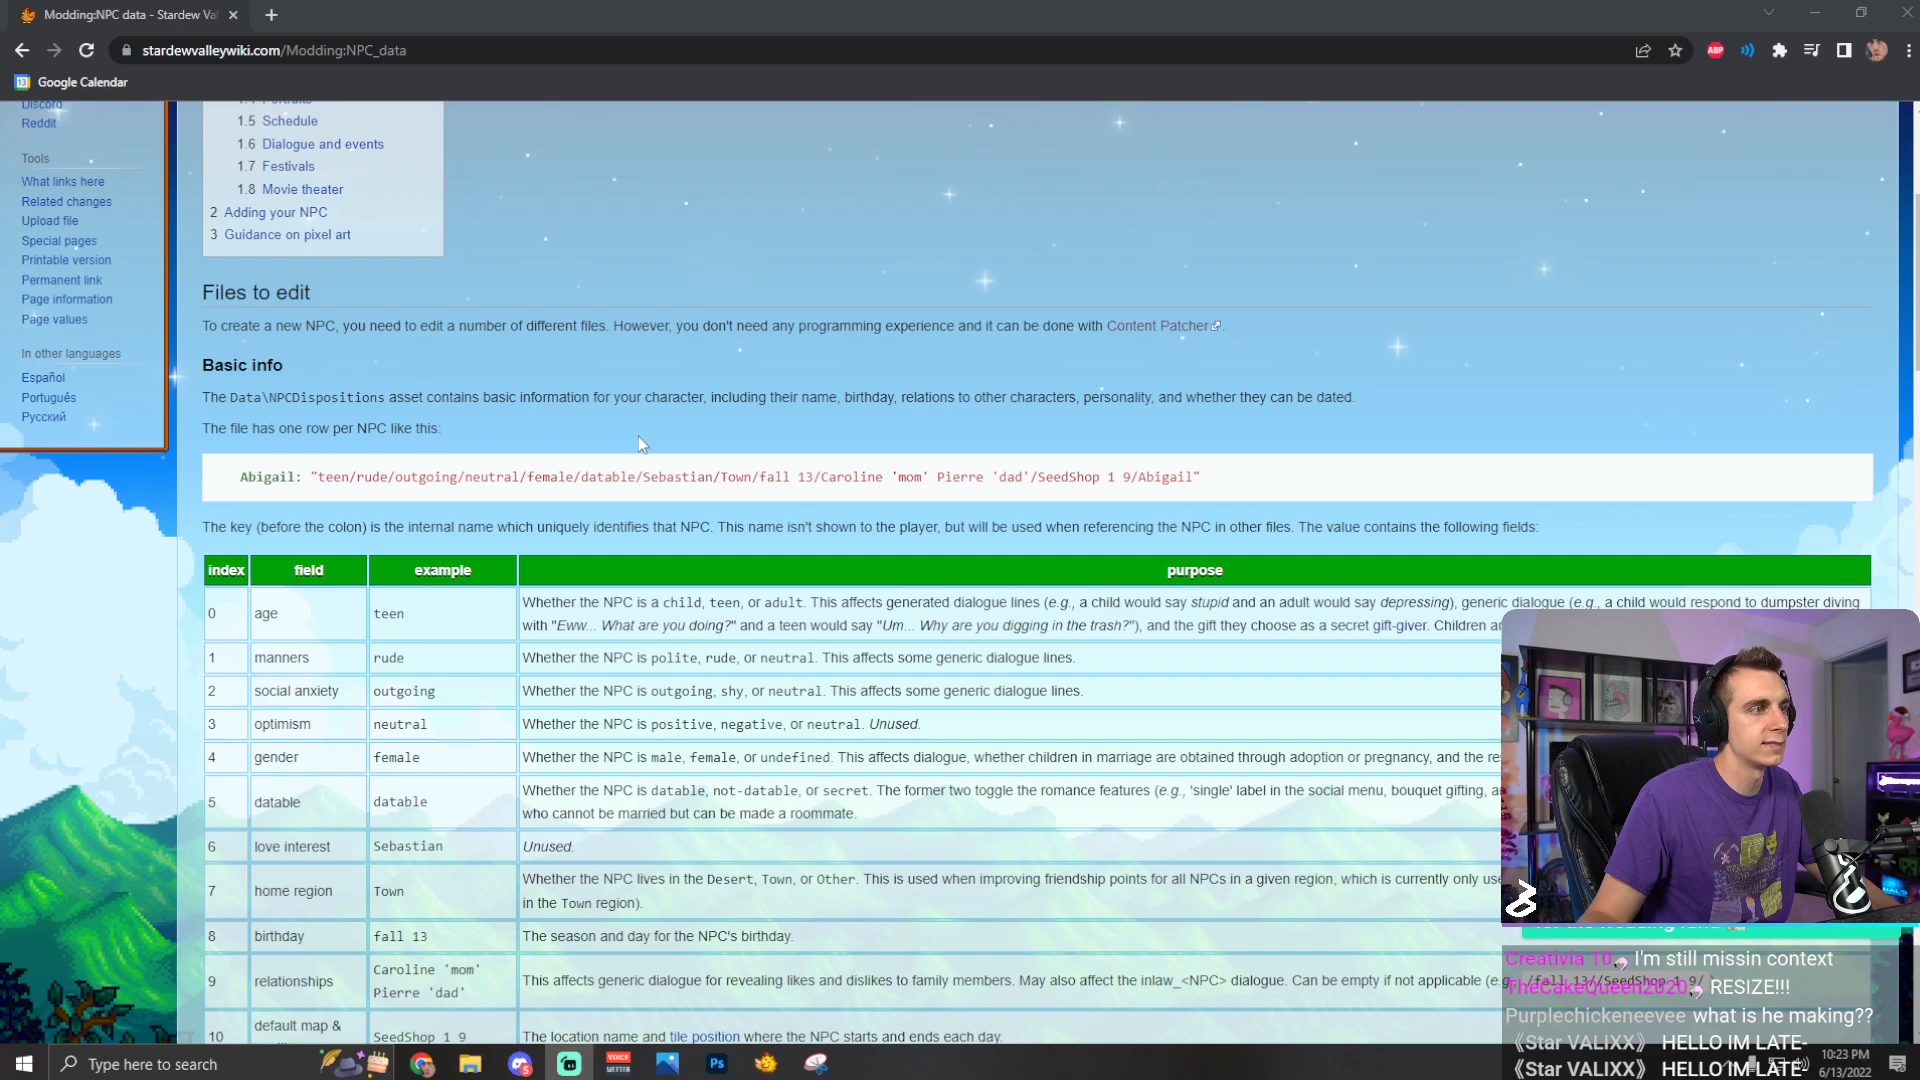 Modding:NPC data - Stardew Val
stardewvalleywiki.com/Modding:NPC_data
ABP
13 Google Calendar
Discord
Reddit
Tools
What links here
Related changes
Upload file
Special pages
Printable version
Permanent link
Page information
Page values
In other languages
Español
Português
Русский
1.4 Portraits
1.5 Schedule
1.6 Dialogue and events
1.7 Festivals
1.8 Movie theater
2 Adding your NPC
3 Guidance on pixel art
Files to edit
To create a new NPC, you need to edit a number of different files. However, you don't need any programming experience and it can be done with Content Patcher.
Basic info
The Data\NPCDispositions asset contains basic information for your character, including their name, birthday, relations to other characters, personality, and whether they can be dated.
The file has one row per NPC like this:
Abigail: "teen/rude/outgoing/neutral/female/datable/Sebastian/Town/fall 13/Caroline 'mom' Pierre 'dad'/SeedShop 1 9/Abigail"
The key (before the colon) is the internal name which uniquely identifies that NPC. This name isn't shown to the player, but will be used when referencing the NPC in other files. The value contains the following fields:
index field example purpose
0 age teen Whether the NPC is a child, teen, or adult. This affects generated dialogue lines (e.g., a child would say stupid and an adult would say depressing), generic dialogue (e.g., a child would respond to dumpster diving
with "Eww... What are you doing?" and a teen would say "Um... Why are you digging in the trash?"), and the gift they choose as a secret gift-giver. Children
1 manners rude Whether the NPC is polite, rude, or neutral. This affects some generic dialogue lines.
2 social anxiety outgoing Whether the NPC is outgoing, shy, or neutral. This affects some generic dialogue lines.
3 optimism neutral Whether the NPC is positive, negative, or neutral. Unused.
4 gender female Whether the NPC is male, female, or undefined. This affects dialogue, whether children in marriage are obtained through adoption or pregnancy, and the re
5 datable datable Whether the NPC is datable, not-datable, or secret. The former two toggle the romance features (e.g., 'single' label in the social menu, bouquet gifting, a
who cannot be married but can be made a roommate.
6 love interest Sebastian Unused.
7 home region Town Whether the NPC lives in the Desert, Town, or Other. This is used when improving friendship points for all NPCs in a given region, which is currently only use
in the Town region).
8 birthday fall 13 The season and day for the NPC's birthday.
9 relationships Caroline 'mom'
Pierre 'dad' This affects generic dialogue for revealing likes and dislikes to family members. May also affect the inlaw_<NPC> dialogue. Can be empty if not applicable (e.g., /fall 13//SeedShop 1 9/
10 default map & SeedShop 1 9 The location name and tile position where the NPC starts and ends each day.
Creativia_10 I'm still missin context
TheCakeQueen2020 RESIZE!!!
Purplechickeneevee what is he making??
《Star VALIXX》 HELLO IM LATE-
《Star VALIXX》 HELLO IM LATE-
Type here to search
5
VOICE
MEETER
Ps
10:23 PM
6/13/2022